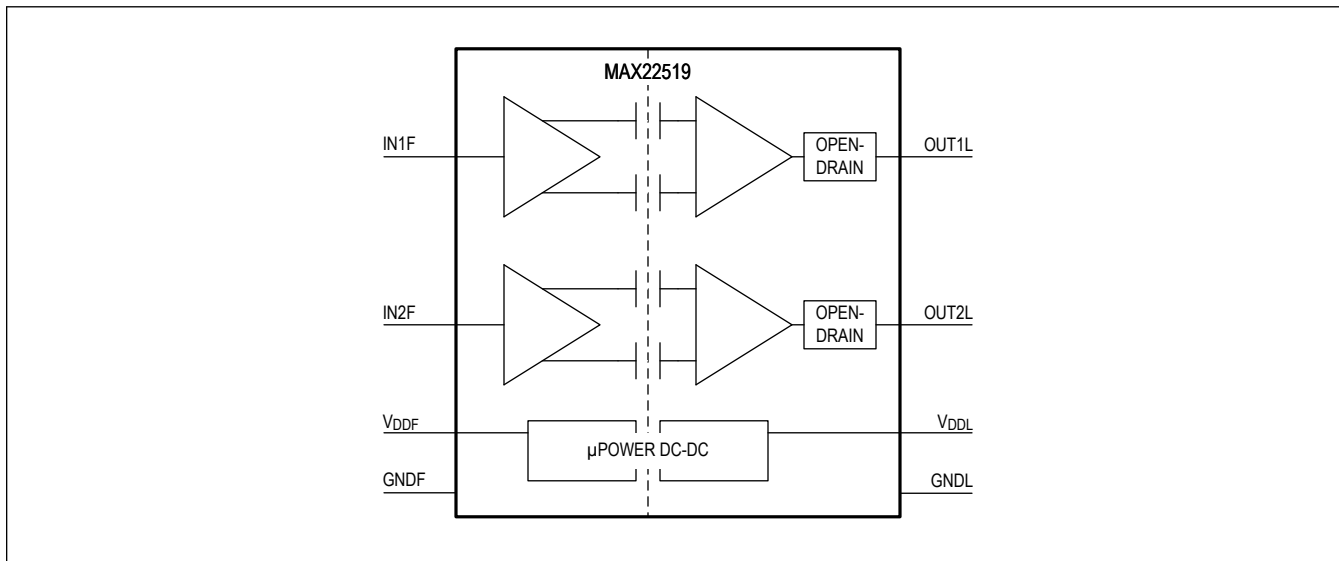 MAX22519
IN1F
OPEN-
DRAIN
OUT1L
IN2F
OPEN-
DRAIN
OUT2L
VDDF
µPOWER DC-DC
VDDL
GNDF
GNDL